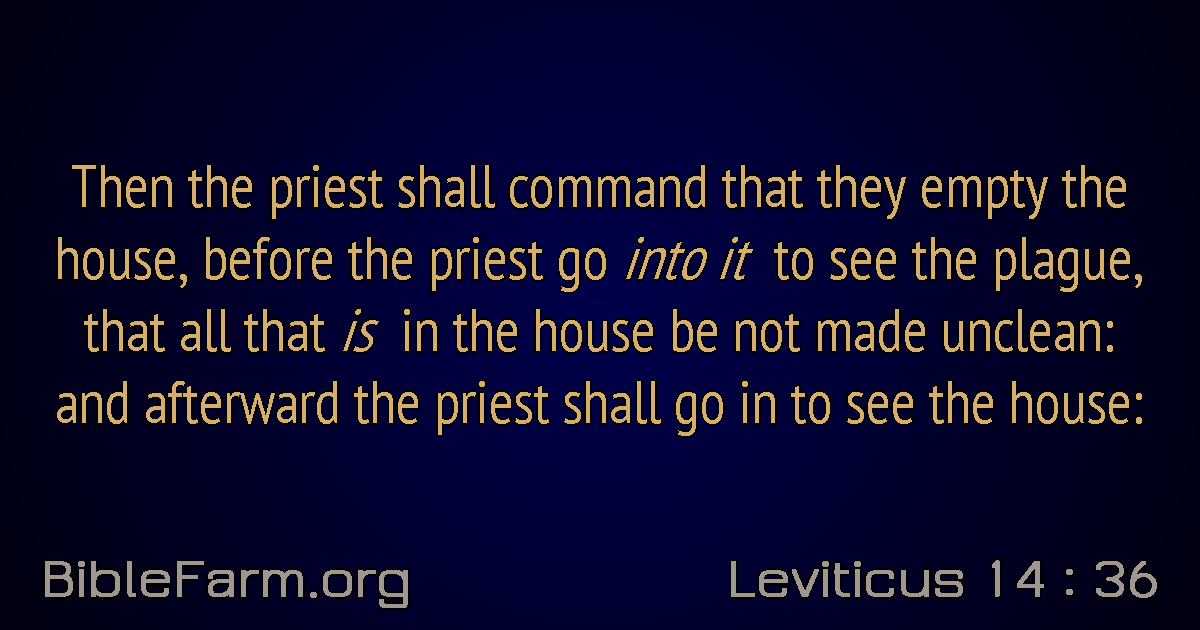 Then the priest shall command that they empty the
house, before the priest go into it to see the plague,
that all that is in the house be not made unclean:
and afterward the priest shall go in to see the house:
BibleFarm.org
Leviticus 14 : 36